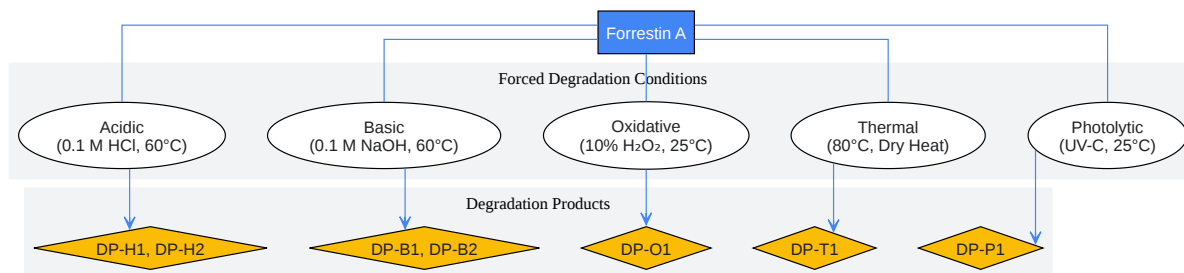 Forrestin A
Forced Degradation Conditions
Acidic
(0.1 M HCl, 60°C)
Basic
(0.1 M NaOH, 60°C)
Oxidative
(10% H₂O₂, 25°C)
Thermal
(80°C, Dry Heat)
Photolytic
(UV-C, 25°C)
Degradation Products
DP-H1, DP-H2
DP-B1, DP-B2
DP-O1
DP-T1
DP-P1